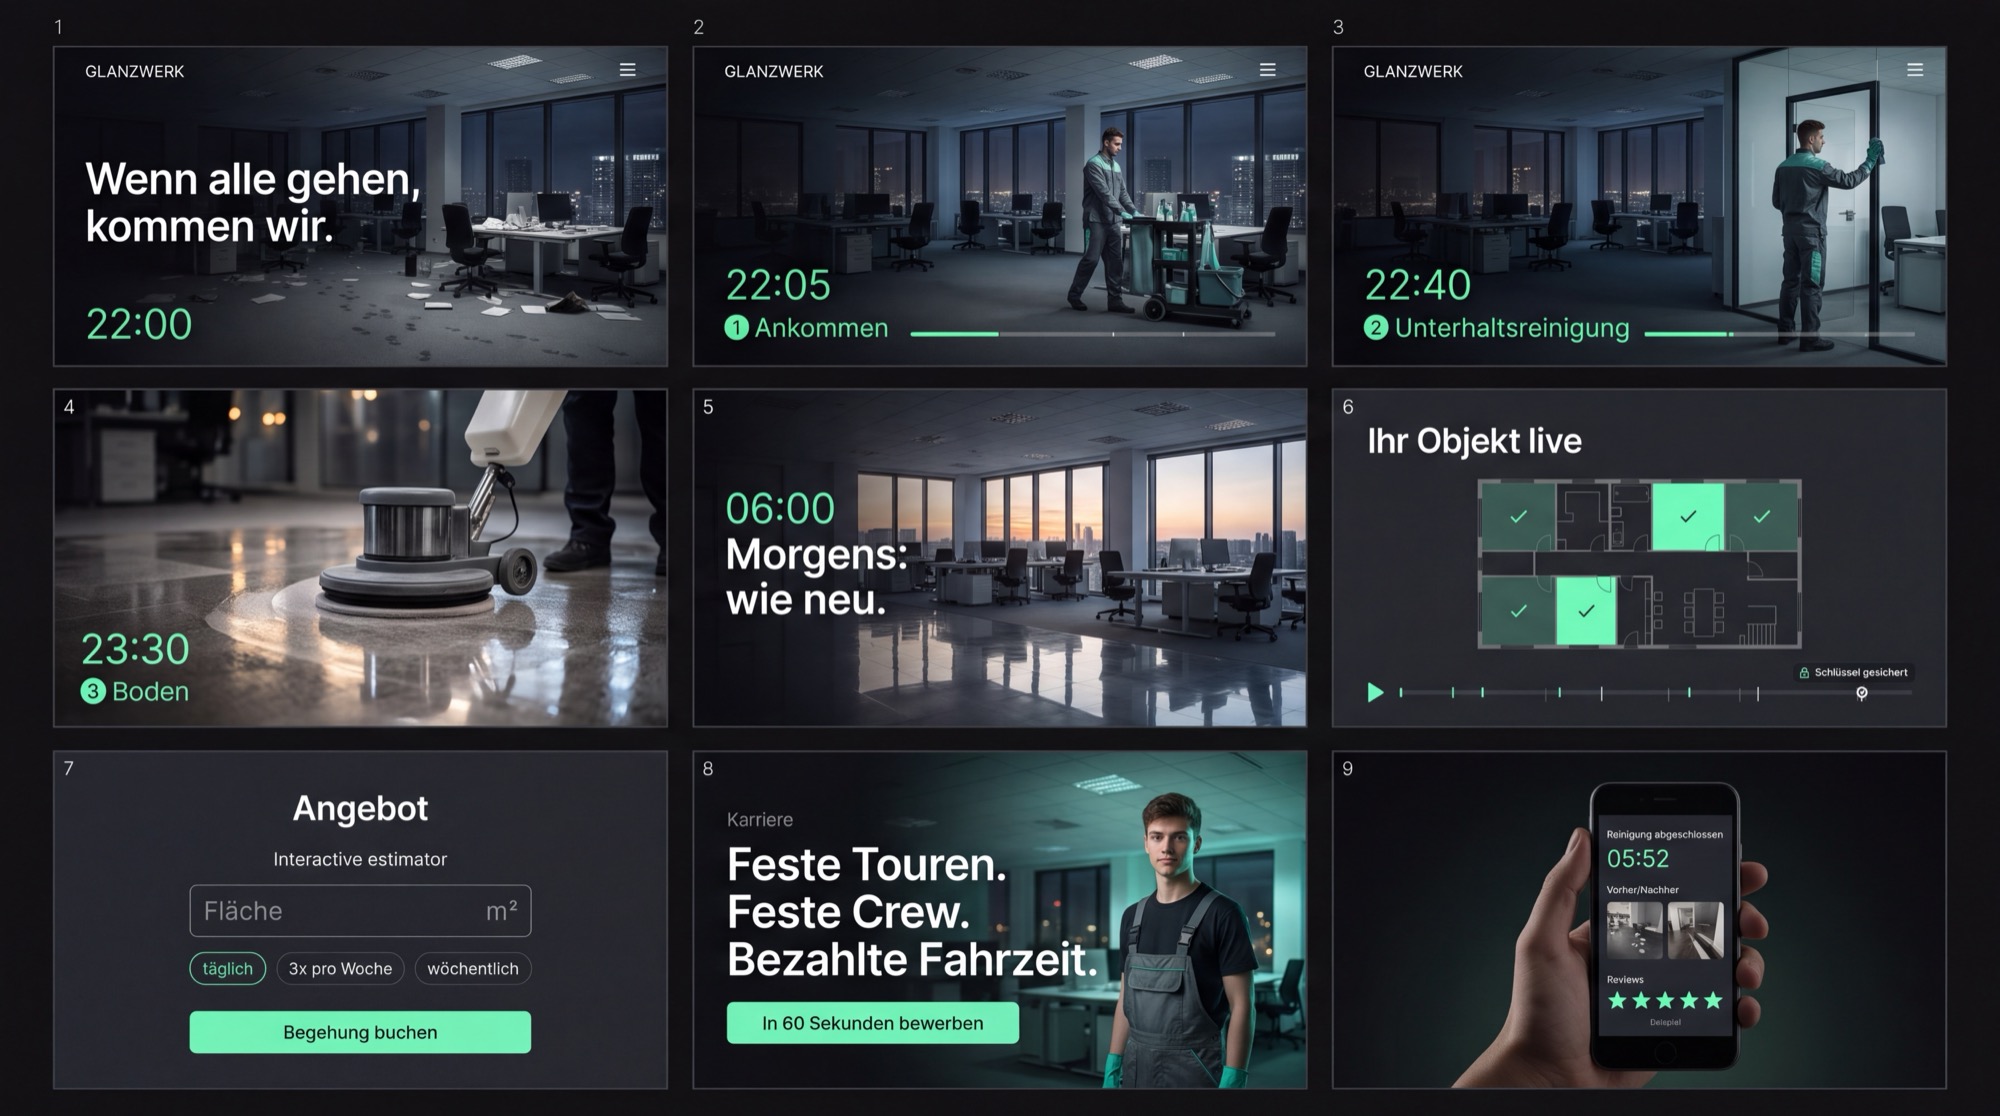 1
GLANZWERK
Wenn alle gehen,
kommen wir.
22:00
2
GLANZWERK
22:05
1 Ankommen
3
GLANZWERK
22:40
2 Unterhaltsreinigung
4
23:30
3 Boden
5
06:00
Morgens:
wie neu.
6
Ihr Objekt live
Schlüssel gesichert
7
Angebot
Interactive estimator
Fläche m²
täglich 3x pro Woche wöchentlich
Begehung buchen
8
Karriere
Feste Touren.
Feste Crew.
Bezahlte Fahrzeit.
In 60 Sekunden bewerben
9
Reinigung abgeschlossen
05:52
Vorher/Nachher
Reviews
Beispiel